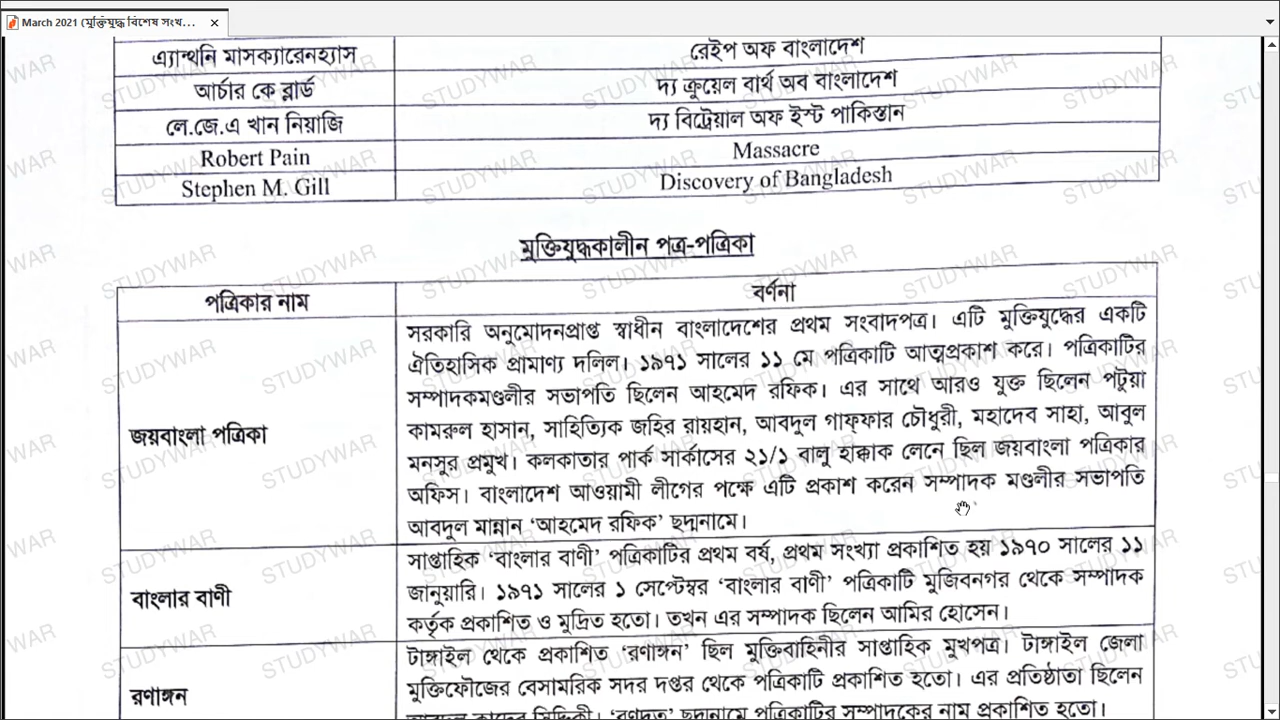 March 2021 (মুক্তিযুদ্ধ বিশেষ সংখ...
এ্যান্থনি মাসক্যারেনহ্যাস রেইপ অফ বাংলাদেশ
আর্চার কে ব্লার্ড দ্য ক্রুয়েল বার্থ অব বাংলাদেশ
লে.জে.এ খান নিয়াজি দ্য বিট্রেয়াল অফ ইস্ট পাকিস্তান
Robert Pain Massacre
Stephen M. Gill Discovery of Bangladesh
মুক্তিযুদ্ধকালীন পত্র-পত্রিকা
পত্রিকার নাম বর্ণনা
জয়বাংলা পত্রিকা
সরকারি অনুমোদনপ্রাপ্ত স্বাধীন বাংলাদেশের প্রথম সংবাদপত্র। এটি মুক্তিযুদ্ধের একটি
ঐতিহাসিক প্রামাণ্য দলিল। ১৯৭১ সালের ১১ মে পত্রিকাটি আত্মপ্রকাশ করে। পত্রিকাটির
সম্পাদকমণ্ডলীর সভাপতি ছিলেন আহমেদ রফিক। এর সাথে আরও যুক্ত ছিলেন পটুয়া
কামরুল হাসান, সাহিত্যিক জহির রায়হান, আবদুল গাফ্ফার চৌধুরী, মহাদেব সাহা, আবুল
মনসুর প্রমুখ। কলকাতার পার্ক সার্কাসের ২১/১ বালু হাক্কাক লেনে ছিল জয়বাংলা পত্রিকার
অফিস। বাংলাদেশ আওয়ামী লীগের পক্ষে এটি প্রকাশ করেন সম্পাদক মণ্ডলীর সভাপতি
আবদুল মান্নান ‘আহমেদ রফিক’ ছদ্মনামে।
বাংলার বাণী
সাপ্তাহিক ‘বাংলার বাণী’ পত্রিকাটির প্রথম বর্ষ, প্রথম সংখ্যা প্রকাশিত হয় ১৯৭০ সালের ১১
জানুয়ারি। ১৯৭১ সালের ১ সেপ্টেম্বর ‘বাংলার বাণী’ পত্রিকাটি মুজিবনগর থেকে সম্পাদক
কর্তৃক প্রকাশিত ও মুদ্রিত হতো। তখন এর সম্পাদক ছিলেন আমির হোসেন।
রণাঙ্গন
টাঙ্গাইল থেকে প্রকাশিত ‘রণাঙ্গন’ ছিল মুক্তিবাহিনীর সাপ্তাহিক মুখপত্র। টাঙ্গাইল জেলা
মুক্তিফৌজের বেসামরিক সদর দপ্তর থেকে পত্রিকাটি প্রকাশিত হতো। এর প্রতিষ্ঠাতা ছিলেন
আবদুল কাদের সিদ্দিকী। ‘রণদূত’ ছদ্মনামে পত্রিকাটির সম্পাদকের নাম প্রকাশিত হতো।
STUDYWAR